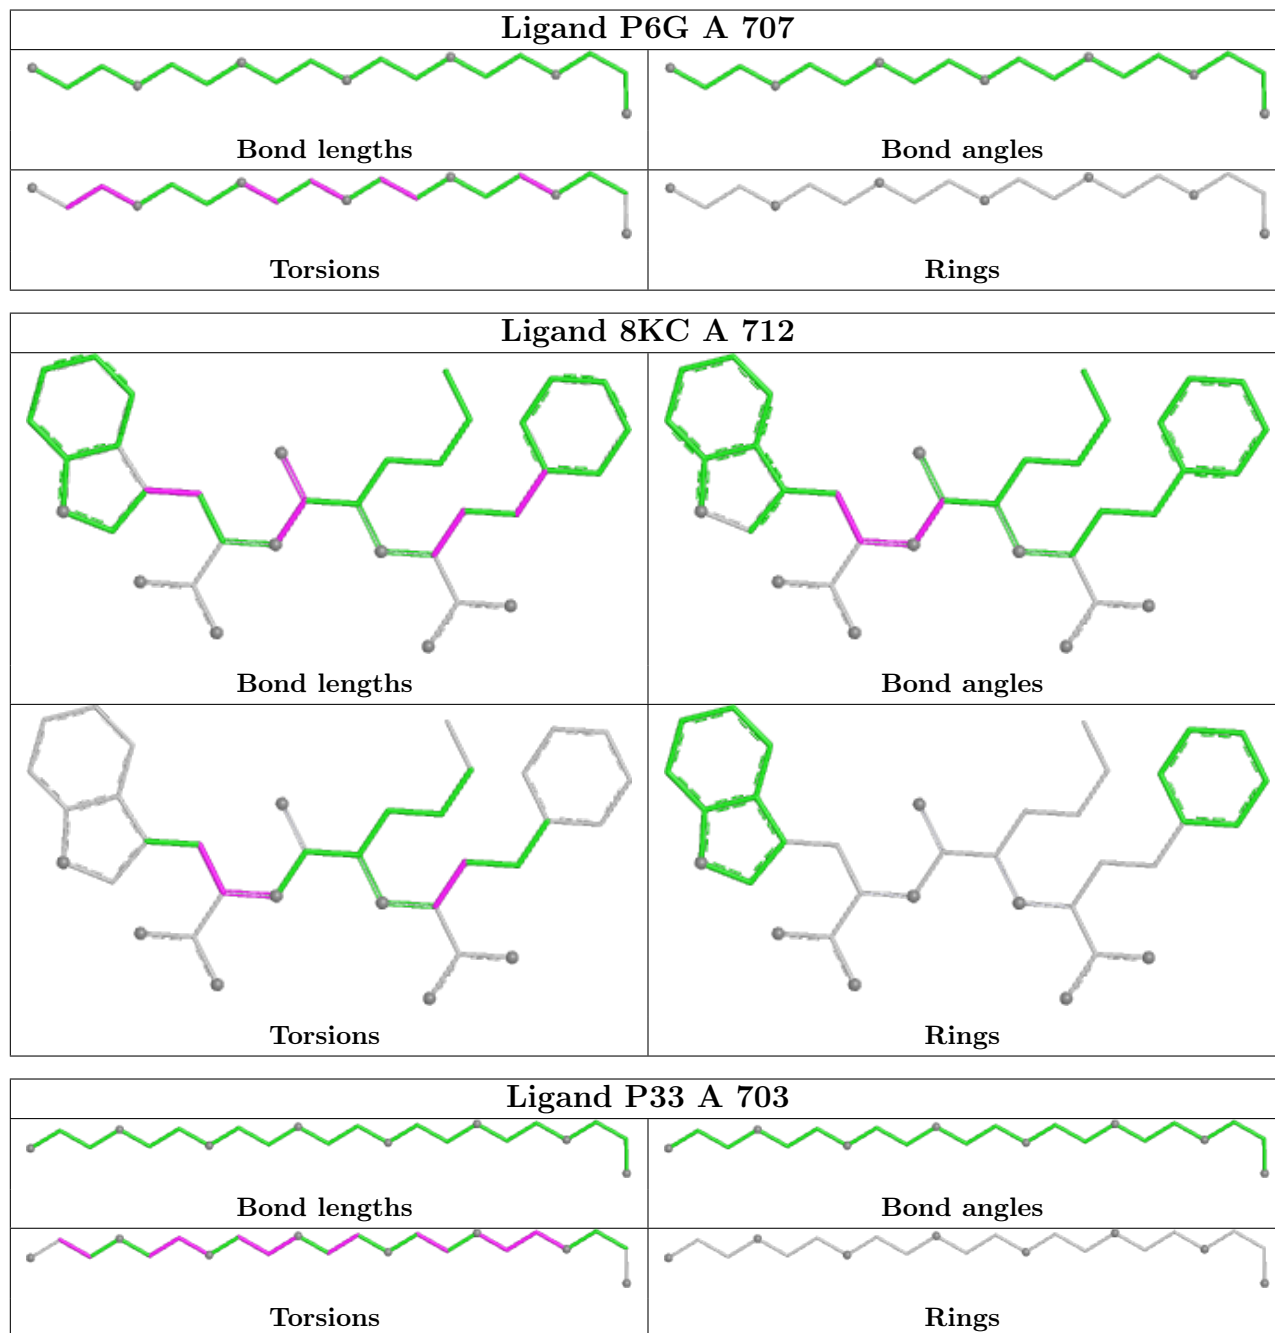 Ligand P6G A 707
Bond lengths
Bond angles
Torsions
Rings
Ligand 8KC A 712
Bond lengths
Bond angles
Torsions
Rings
Ligand P33 A 703
Bond lengths
Bond angles
Torsions
Rings